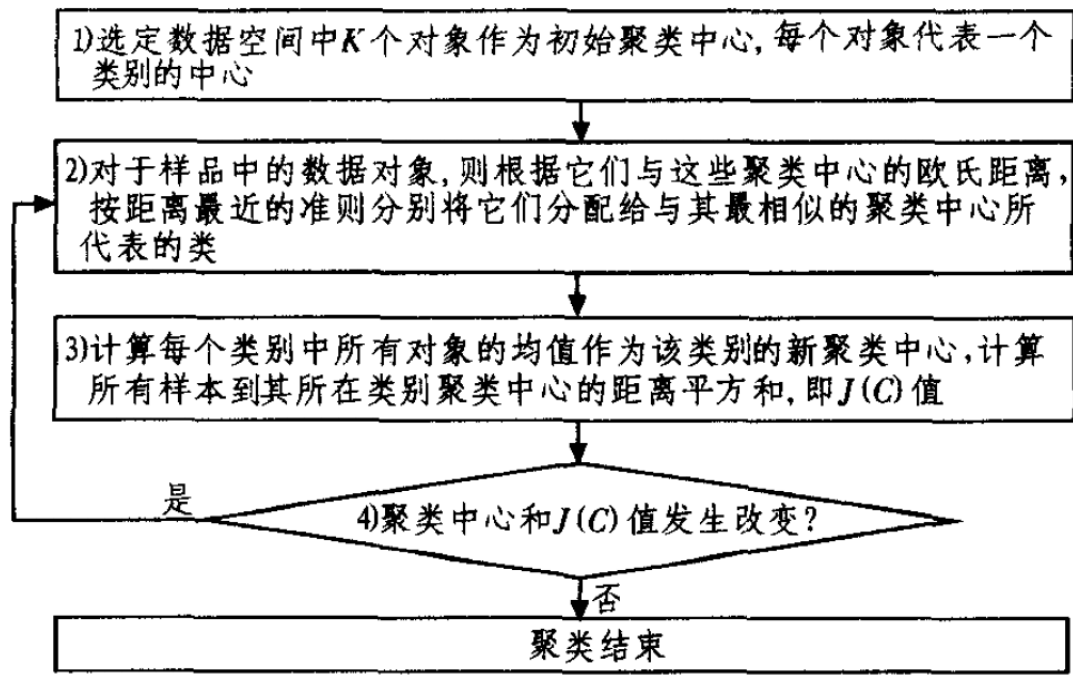 1)选定数据空间中K个对象作为初始聚类中心,每个对象代表一个
类别的中心
2)对于样品中的数据对象,则根据它们与这些聚类中心的欧氏距离,
按距离最近的准则分别将它们分配给与其最相似的聚类中心所
代表的类
3)计算每个类别中所有对象的均值作为该类别的新聚类中心,计算
所有样本到其所在类别聚类中心的距离平方和,即J(C)值
是
4)聚类中心和J(C)值发生改变?
否
聚类结束